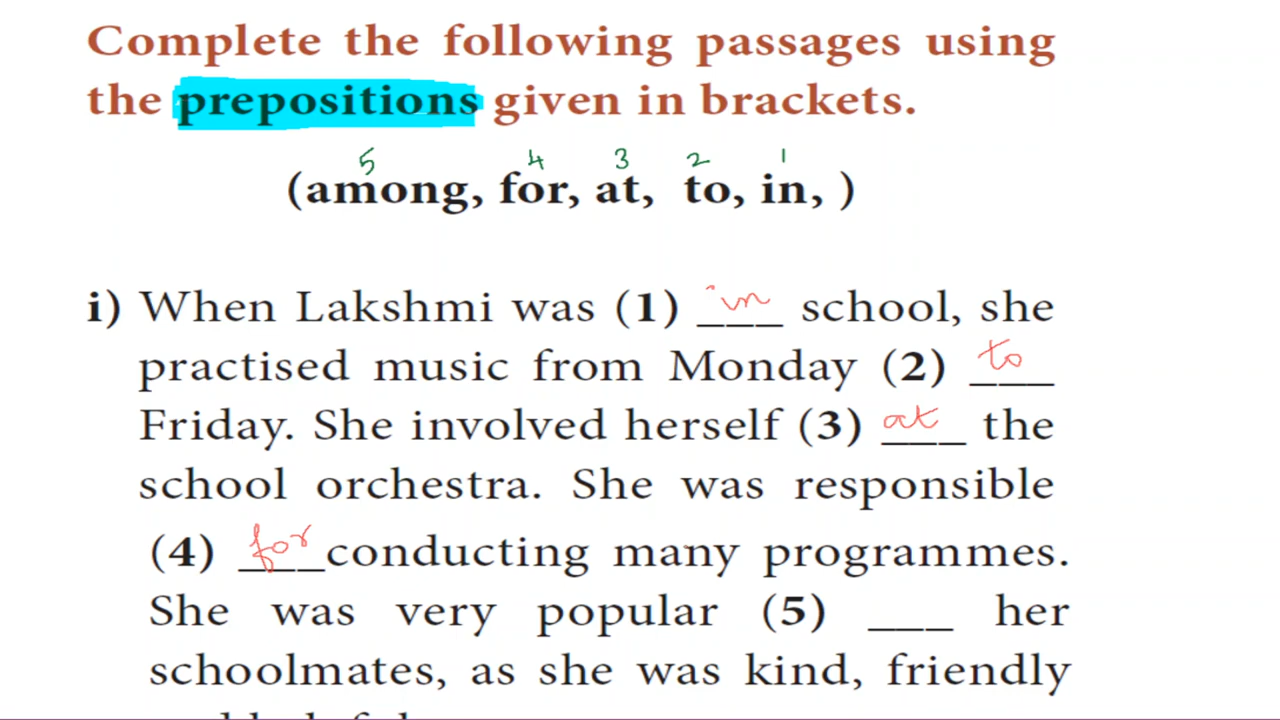 Complete the following passages using
the prepositions given in brackets.
5 4 3 2 1
(among, for, at, to, in, )
i) When Lakshmi was (1) in school, she
practised music from Monday (2) to
Friday. She involved herself (3) at the
school orchestra. She was responsible
(4) for conducting many programmes.
She was very popular (5) ___ her
schoolmates, as she was kind, friendly